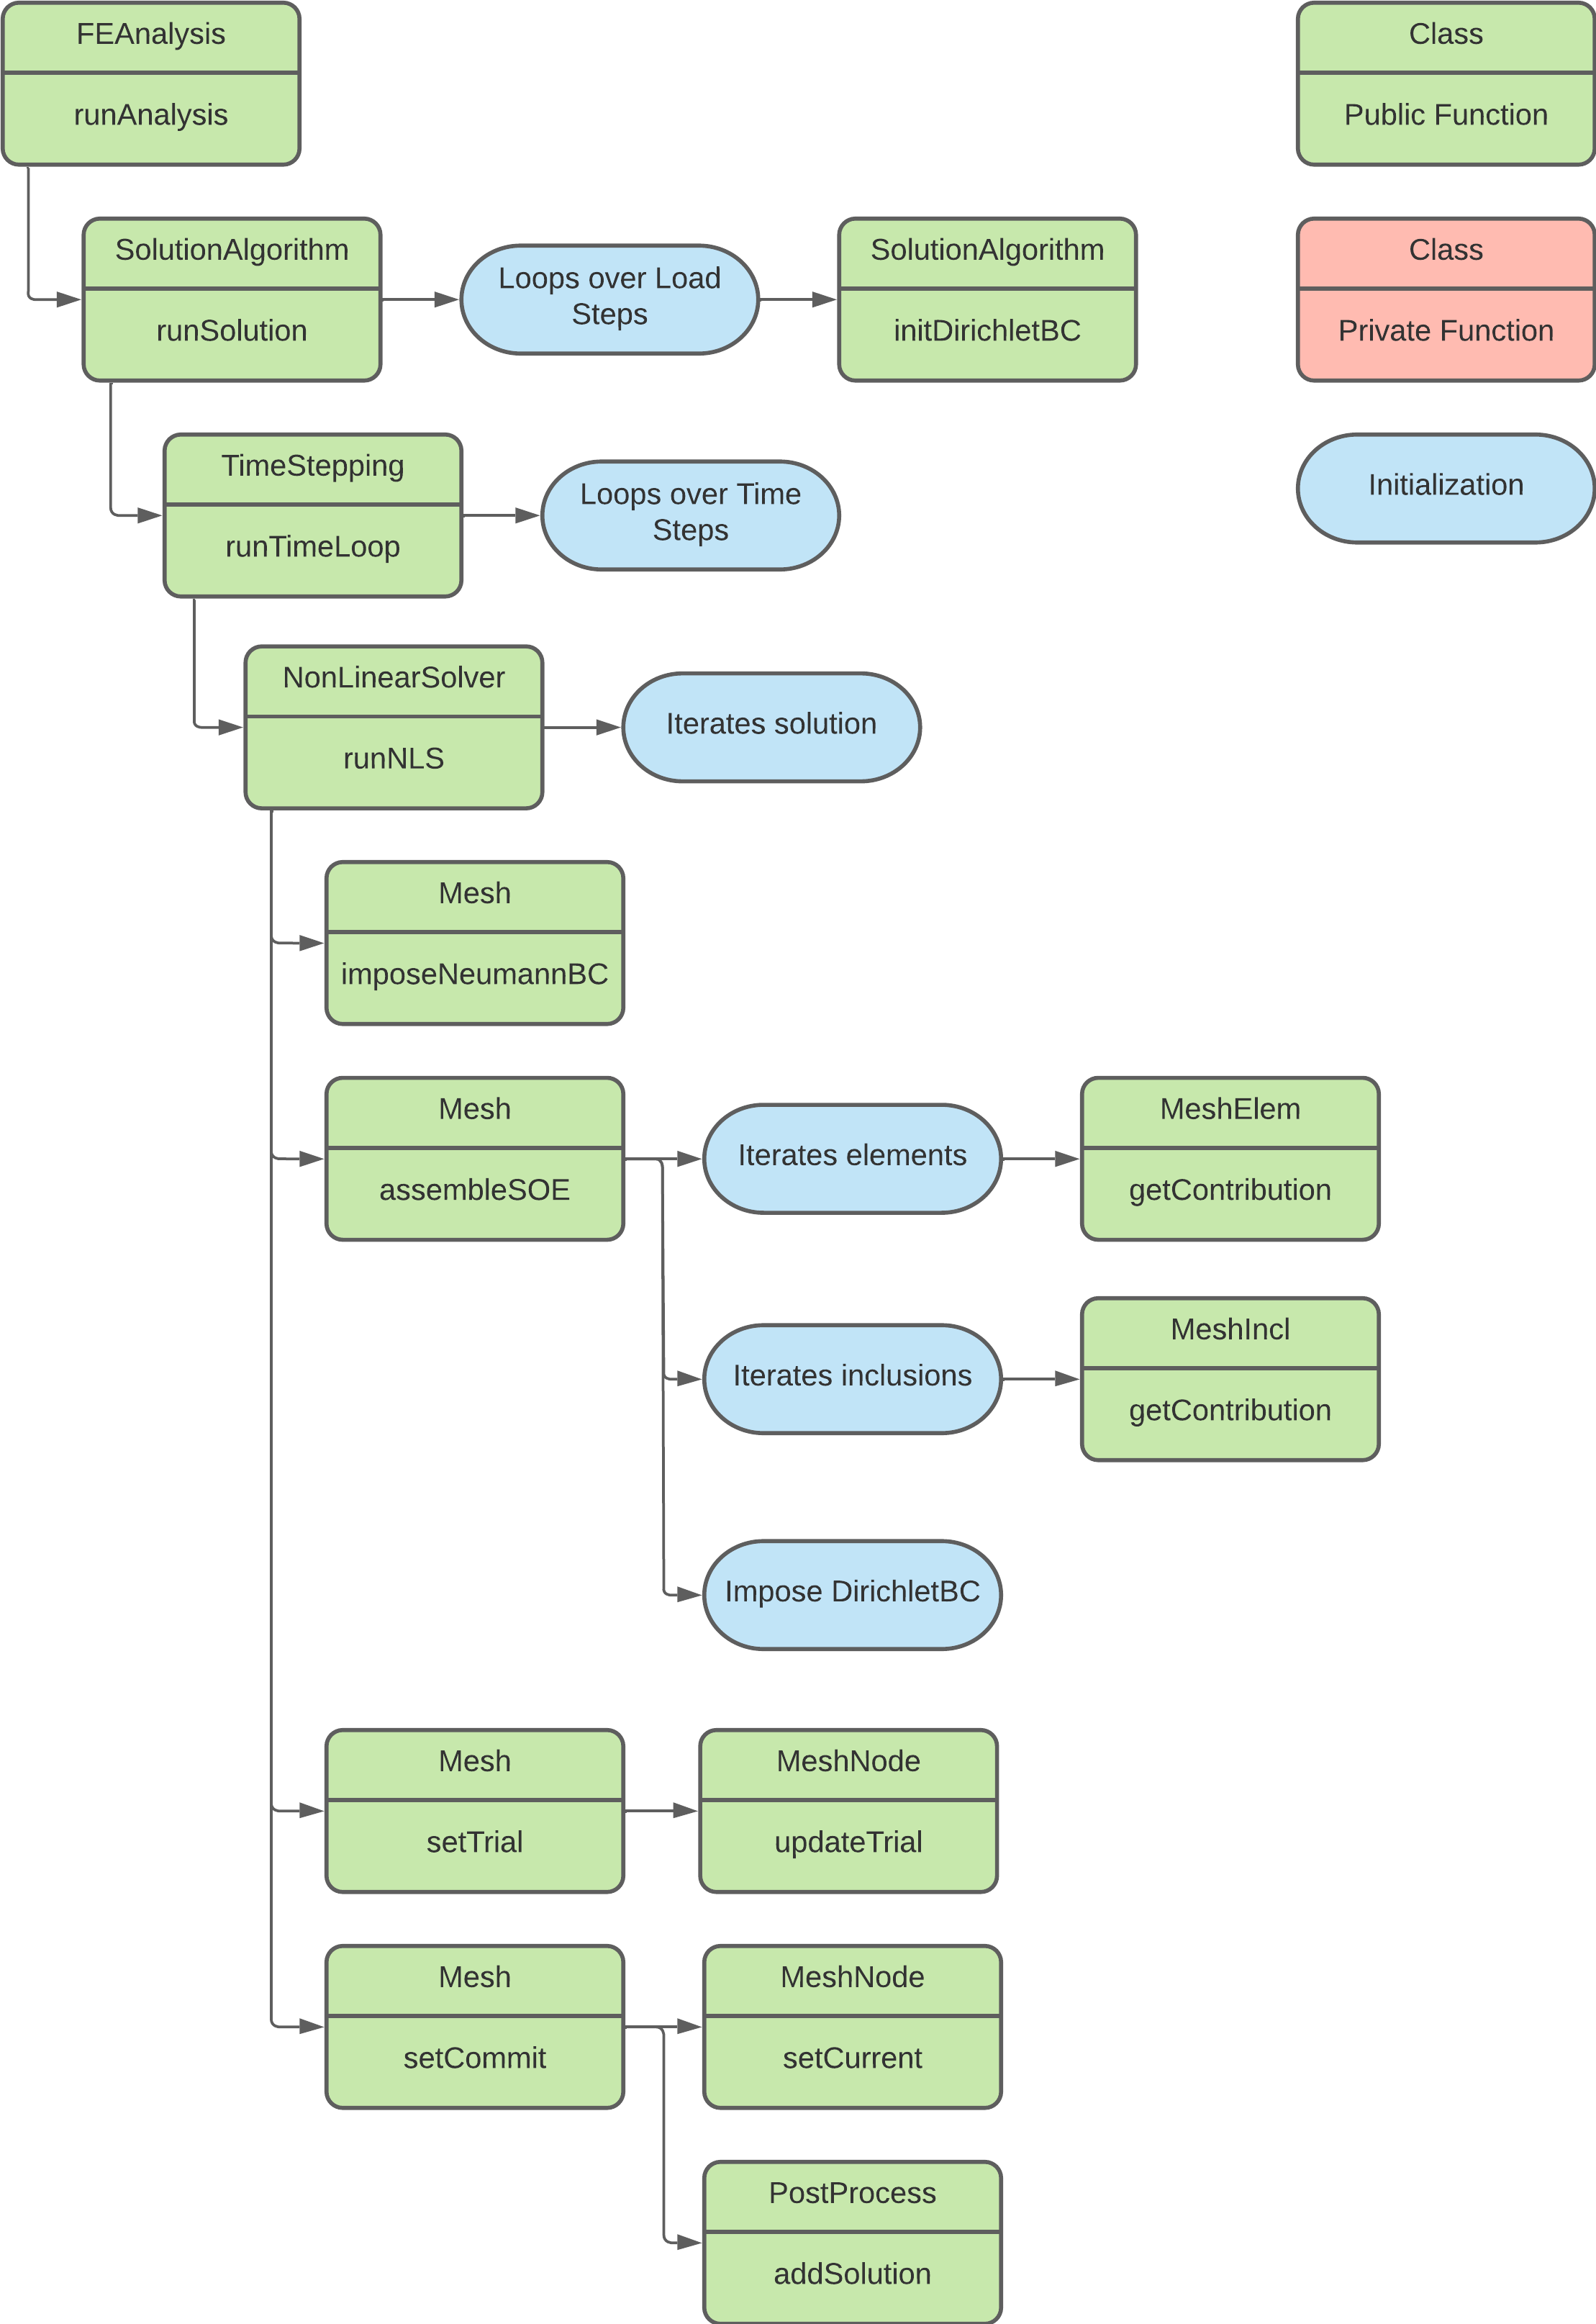 FEAnalysis
runAnalysis
Class
Public Function
SolutionAlgorithm
runSolution
Loops over Load
Steps
SolutionAlgorithm
initDirichletBC
Class
Private Function
TimeStepping
runTimeLoop
Loops over Time
Steps
Initialization
NonLinearSolver
runNLS
Iterates solution
Mesh
imposeNeumannBC
Mesh
assembleSOE
Iterates elements
MeshElem
getContribution
Iterates inclusions
MeshIncl
getContribution
Impose DirichletBC
Mesh
setTrial
MeshNode
updateTrial
Mesh
setCommit
MeshNode
setCurrent
PostProcess
addSolution